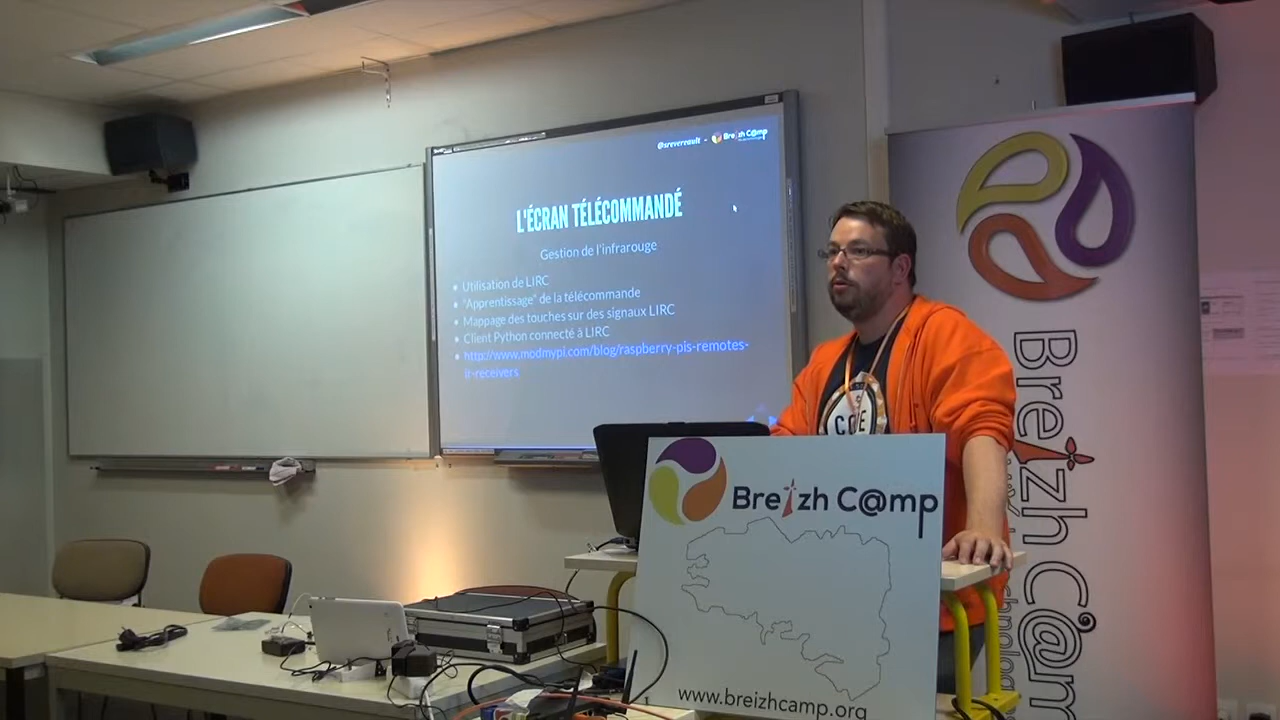 @sreverault - Breizh C@mp
L'ÉCRAN TÉLÉCOMMANDÉ
Gestion de l'infrarouge
Utilisation de LIRC
"Apprentissage" de la télécommande
Mappage des touches sur des signaux LIRC
Client Python connecté à LIRC
http://www.modmypi.com/blog/raspberry-pis-remotes-
ir-receivers
Breizh C@mp
www.breizhcamp.org
Breizh C@m